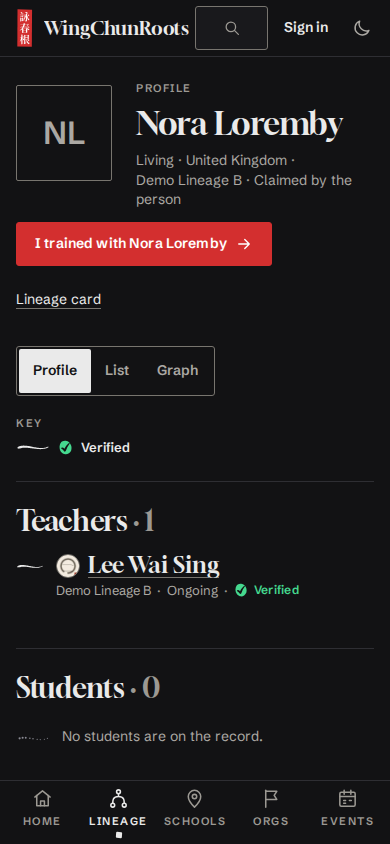 詠春根
WingChunRoots
Sign in
PROFILE
NL
Nora Loremby
Living · United Kingdom ·
Demo Lineage B · Claimed by the
person
I trained with Nora Loremby →
Lineage card
Profile
List
Graph
KEY
Verified
Teachers · 1
Lee Wai Sing
Demo Lineage B · Ongoing · Verified
Students · 0
No students are on the record.
HOME
LINEAGE
SCHOOLS
ORGS
EVENTS